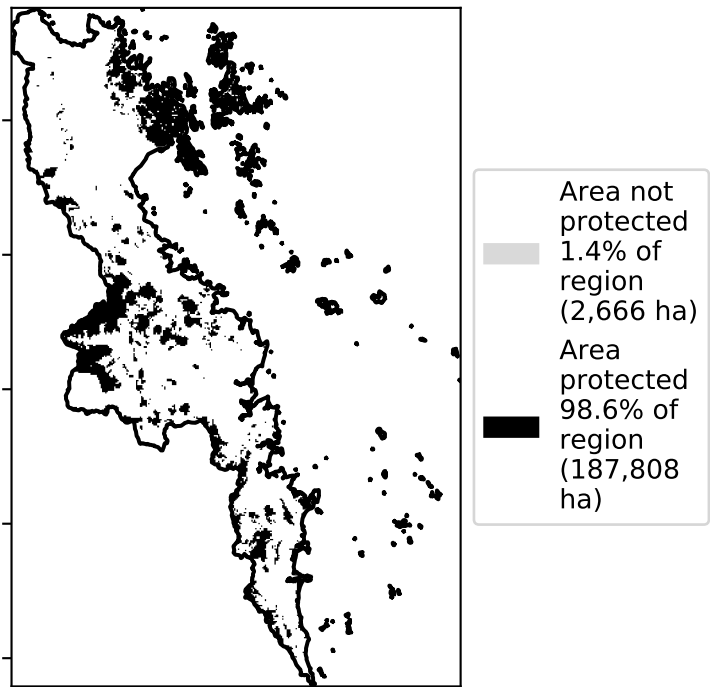 Area not
protected
1.4% of
region
(2,666 ha)
Area
protected
98.6% of
region
(187,808
ha)